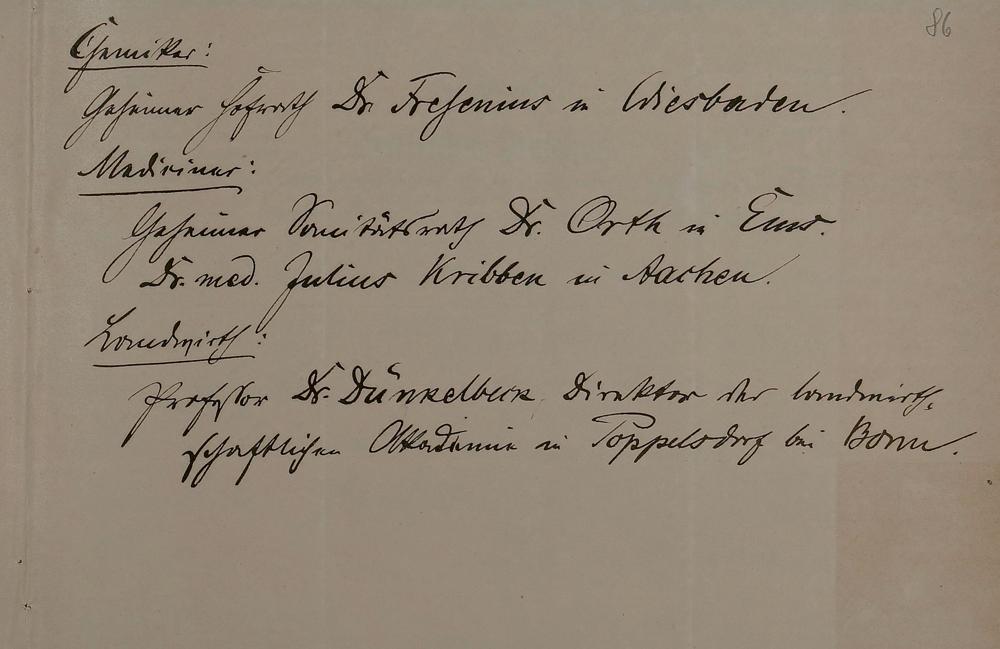 86
Chemiker:
Geheimer Hofrath Dr. Fresenius in Wiesbaden.
Mediciner:
Geheimer Sanitätsrath Dr. Orth in Ems.
Dr. med. Julius Kribben in Aachen.
Landwirth:
Professor Dr. Dünkelberg Direktor der landwirth-
schaftlichen Akademie in Poppelsdorf bei Bonn.